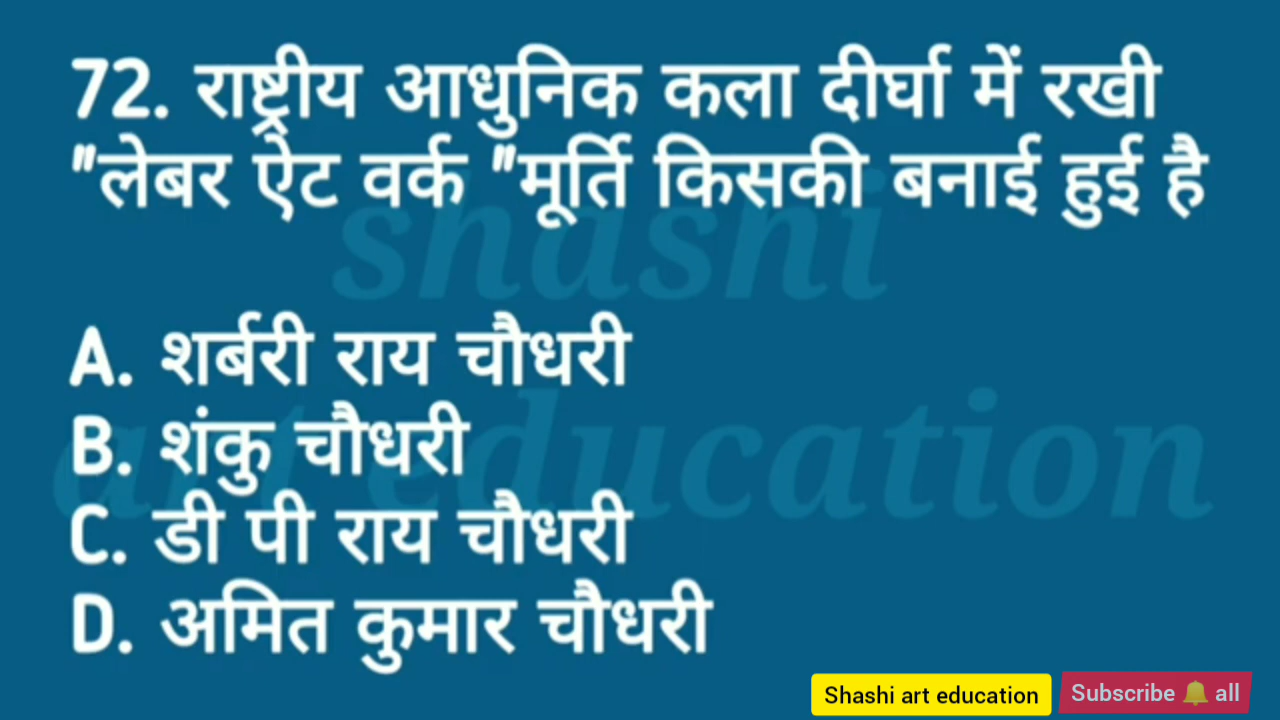 72. राष्ट्रीय आधुनिक कला दीर्घा में रखी
"लेबर ऐट वर्क "मूर्ति किसकी बनाई हुई है
shashi
A. शर्बरी राय चौधरी
B. शंकु चौधरी
art education
C. डी पी राय चौधरी
D. अमित कुमार चौधरी
Shashi art education
Subscribe 🔔 all